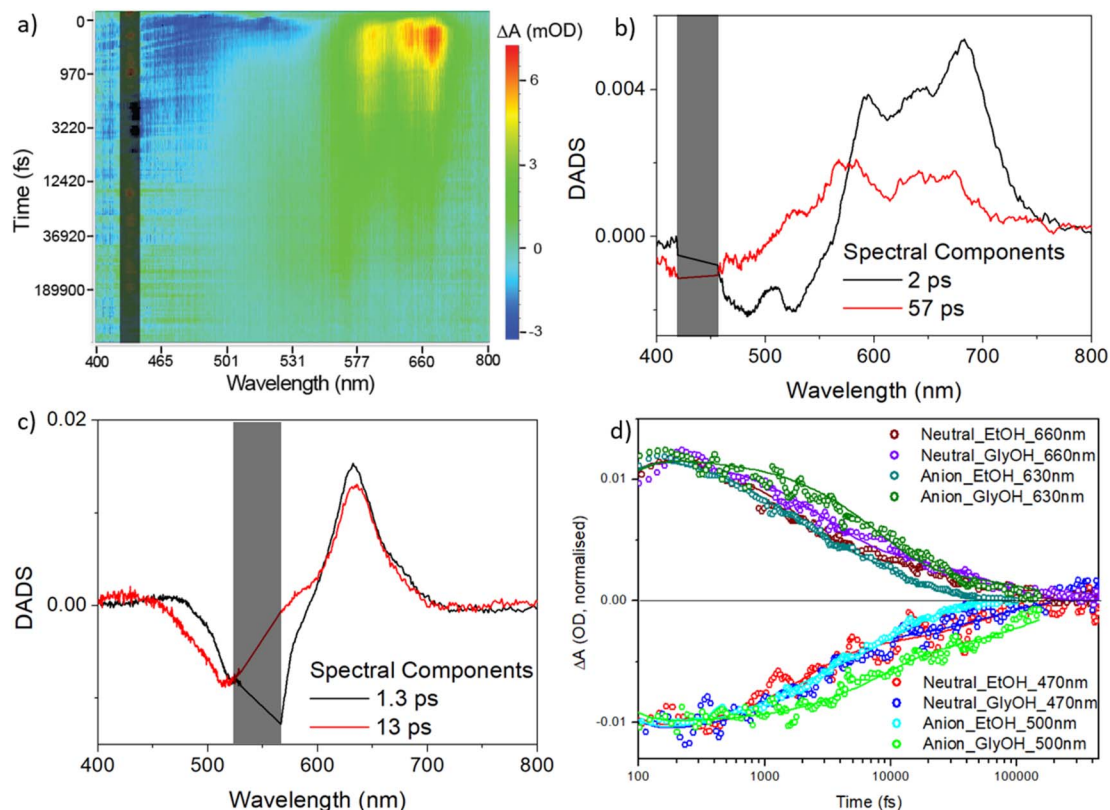 a)
0
970
3220
12420
36920
189900
Time (fs)
400 465 501 531 577 660 800
Wavelength (nm)
ΔA (mOD)
6
3
0
-3
b)
0.004
0.000
DADS
Spectral Components
2 ps
57 ps
400 500 600 700 800
Wavelength (nm)
c)
0.02
0.00
DADS
Spectral Components
1.3 ps
13 ps
400 500 600 700 800
Wavelength (nm)
d)
0.01
0.00
-0.01
ΔA (OD, normalised)
Neutral_EtOH_660nm
Neutral_GlyOH_660nm
Anion_EtOH_630nm
Anion_GlyOH_630nm
Neutral_EtOH_470nm
Neutral_GlyOH_470nm
Anion_EtOH_500nm
Anion_GlyOH_500nm
100 1000 10000 100000
Time (fs)